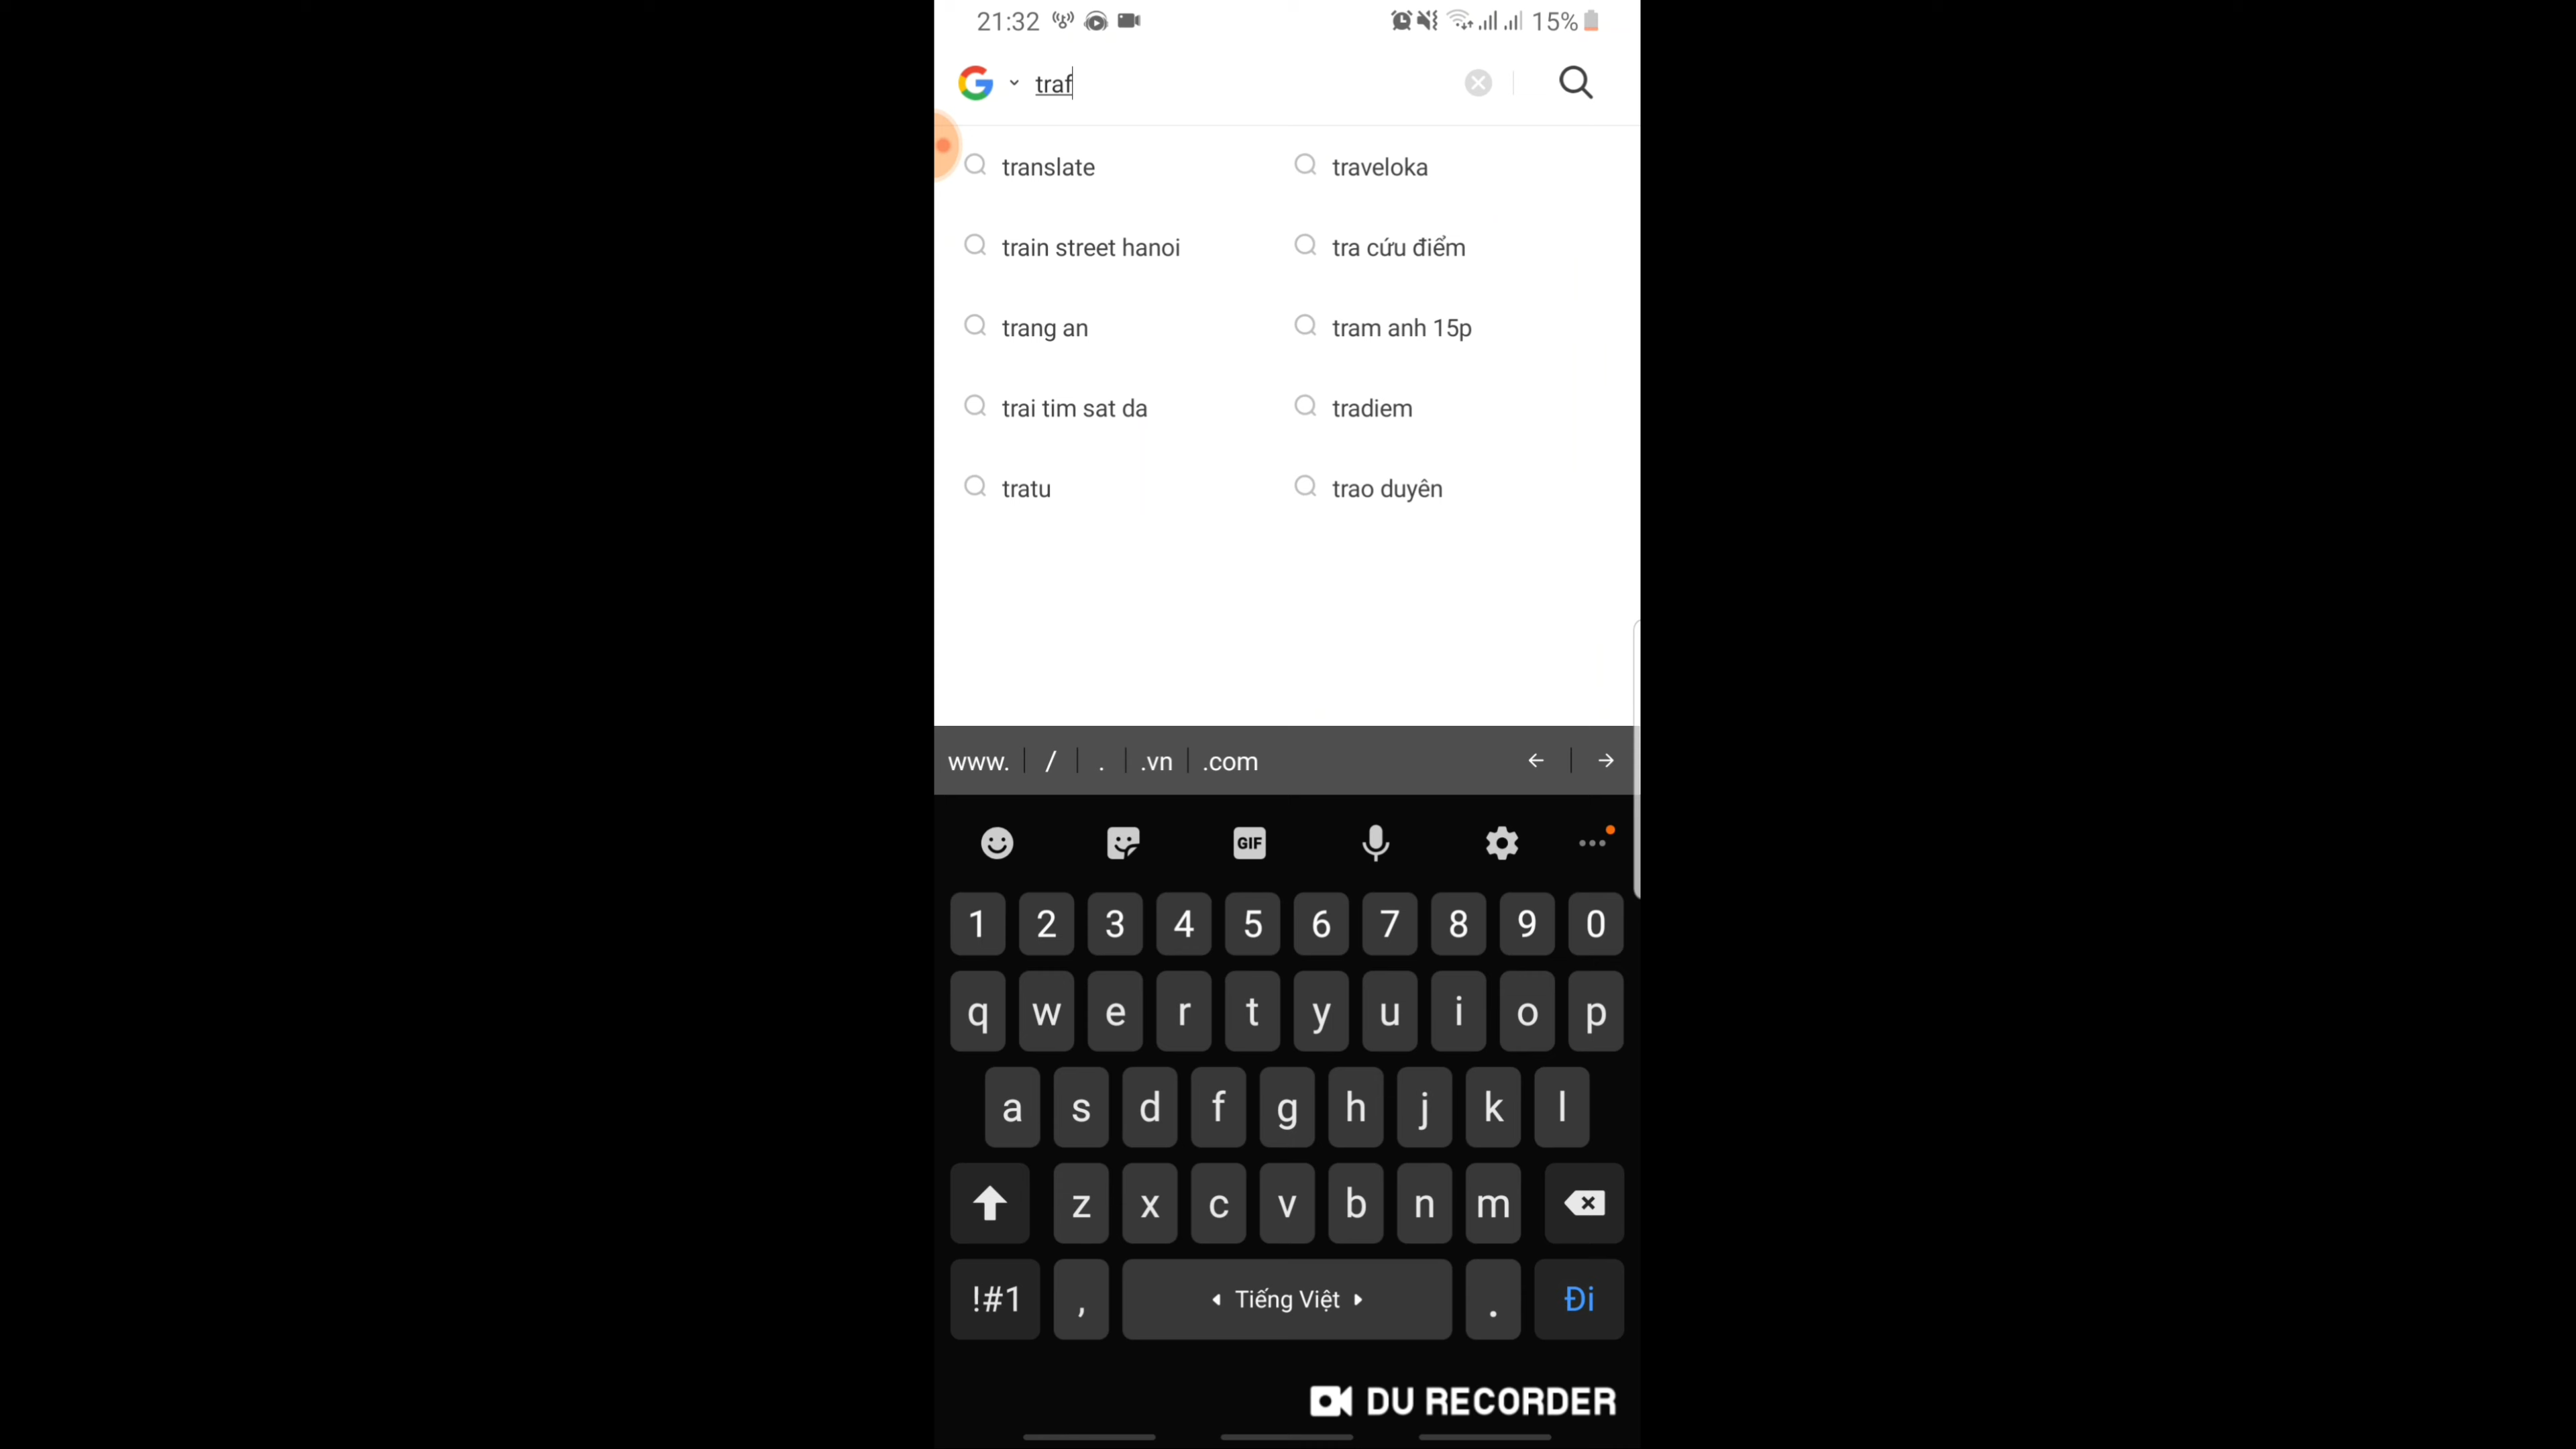 21:32 15%
traf
translate traveloka
train street hanoi tra cứu điểm
trang an tram anh 15p
trai tim sat da tradiem
tratu trao duyên
www. / . .vn .com
GIF
1 2 3 4 5 6 7 8 9 0
q w e r t y u i o p
a s d f g h j k l
z x c v b n m
!#1 , Tiếng Việt . Đi
DU RECORDER